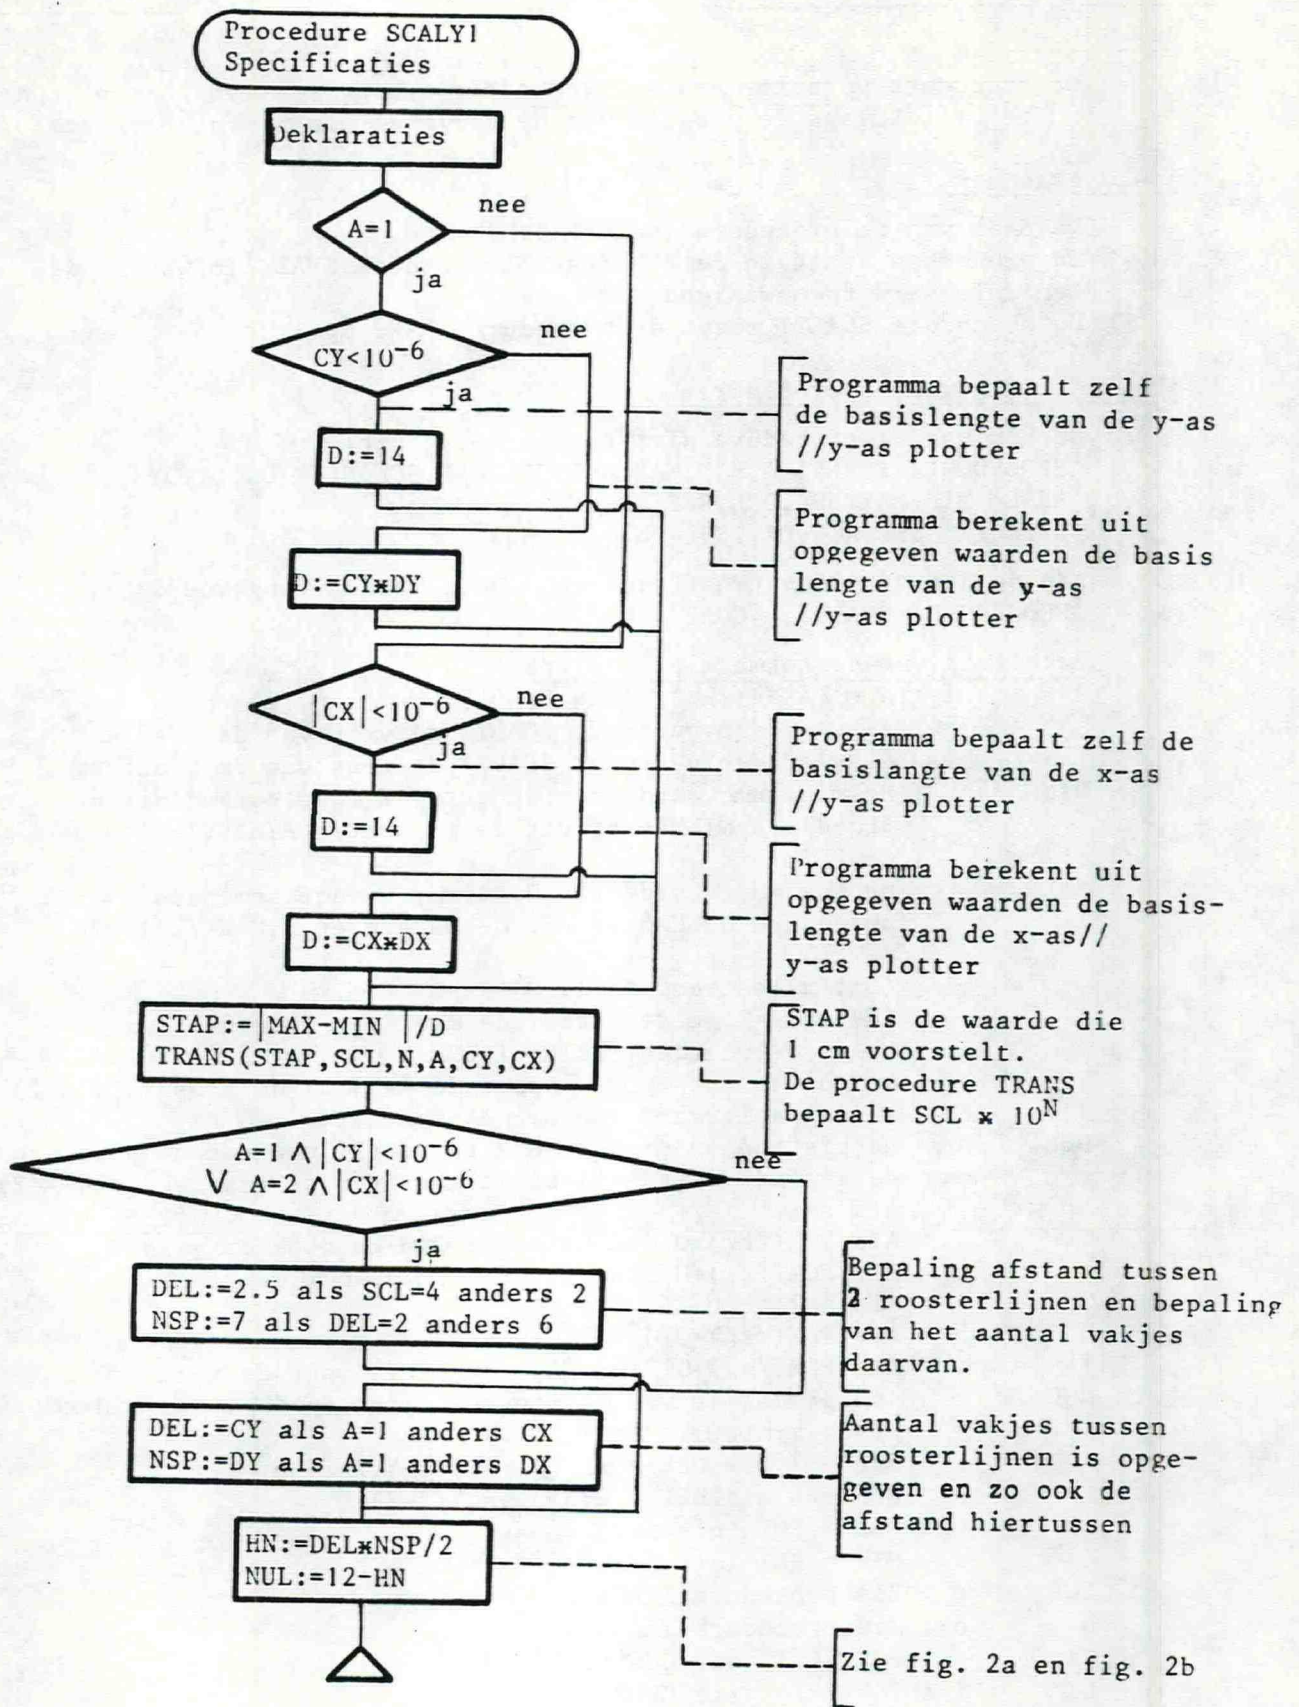 Procedure SCALY1
Specificaties
Deklaraties
A=1
nee
ja
CY<10⁻⁶
nee
ja
Programma bepaalt zelf
de basislengte van de y-as
//y-as plotter
D:=14
Programma berekent uit
opgegeven waarden de basis
lengte van de y-as
//y-as plotter
D:=CY*DY
|CX|<10⁻⁶
nee
ja
Programma bepaalt zelf de
basislangte van de x-as
//y-as plotter
D:=14
Programma berekent uit
opgegeven waarden de basis-
lengte van de x-as//
y-as plotter
D:=CX*DX
STAP:=|MAX-MIN |/D
TRANS(STAP,SCL,N,A,CY,CX)
STAP is de waarde die
1 cm voorstelt.
De procedure TRANS
bepaalt SCL * 10ᴺ
A=1 ∧ |CY|<10⁻⁶
∨ A=2 ∧ |CX|<10⁻⁶
nee
ja
DEL:=2.5 als SCL=4 anders 2
NSP:=7 als DEL=2 anders 6
Bepaling afstand tussen
2 roosterlijnen en bepaling
van het aantal vakjes
daarvan.
DEL:=CY als A=1 anders CX
NSP:=DY als A=1 anders DX
Aantal vakjes tussen
roosterlijnen is opge-
geven en zo ook de
afstand hiertussen
HN:=DEL*NSP/2
NUL:=12-HN
Zie fig. 2a en fig. 2b